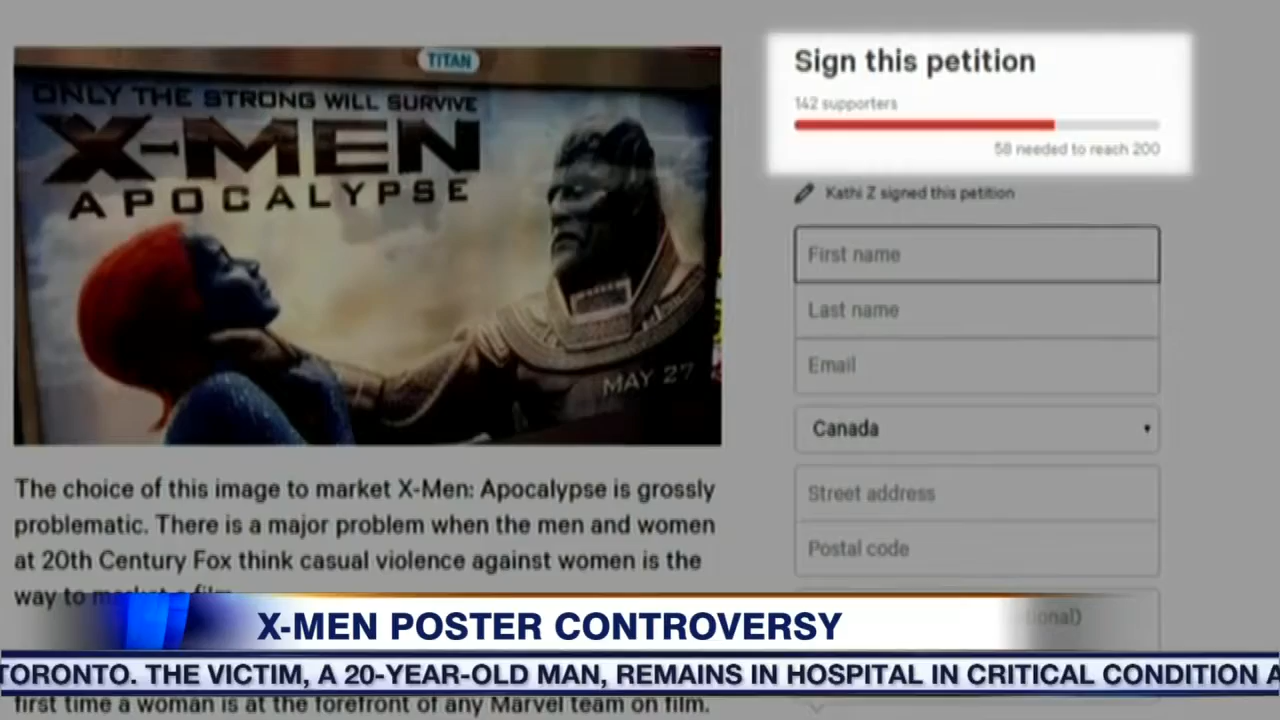 TITAN
ONLY THE STRONG WILL SURVIVE
X-MEN
APOCALYPSE
MAY 27
The choice of this image to market X-Men: Apocalypse is grossly
problematic. There is a major problem when the men and women
at 20th Century Fox think casual violence against women is the
way to market a film.
first time a woman is at the forefront of any Marvel team on film.
Sign this petition
142 supporters
58 needed to reach 200
Kathi Z signed this petition
First name
Last name
Email
Canada
Street address
Postal code
X-MEN POSTER CONTROVERSY
TORONTO. THE VICTIM, A 20-YEAR-OLD MAN, REMAINS IN HOSPITAL IN CRITICAL CONDITION A